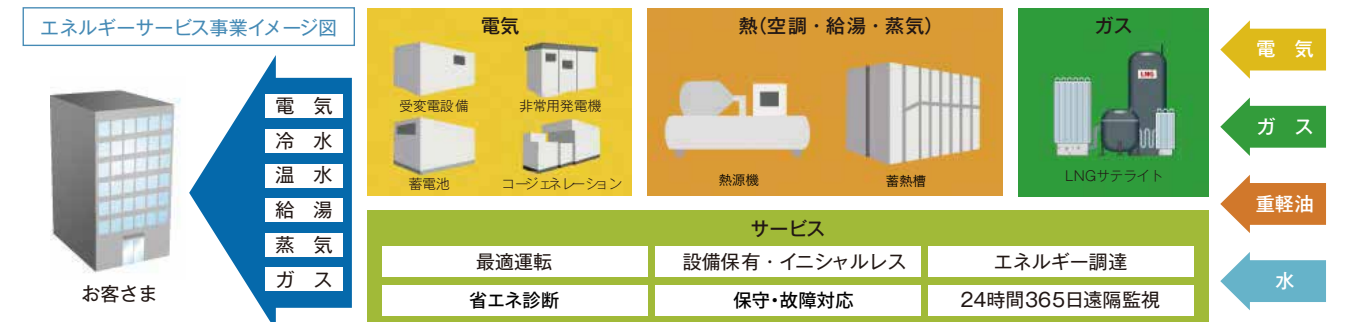 エネルギーサービス事業イメージ図
お客さま
電 気
冷 水
温 水
給 湯
蒸 気
ガ ス
電気
受変電設備
非常用発電機
蓄電池
コージェネレーション
熱(空調・給湯・蒸気)
熱源機
蓄熱槽
ガス
LNG
LNGサテライト
サービス
最適運転
設備保有・イニシャルレス
エネルギー調達
省エネ診断
保守・故障対応
24時間365日遠隔監視
電 気
ガ ス
重軽油
水